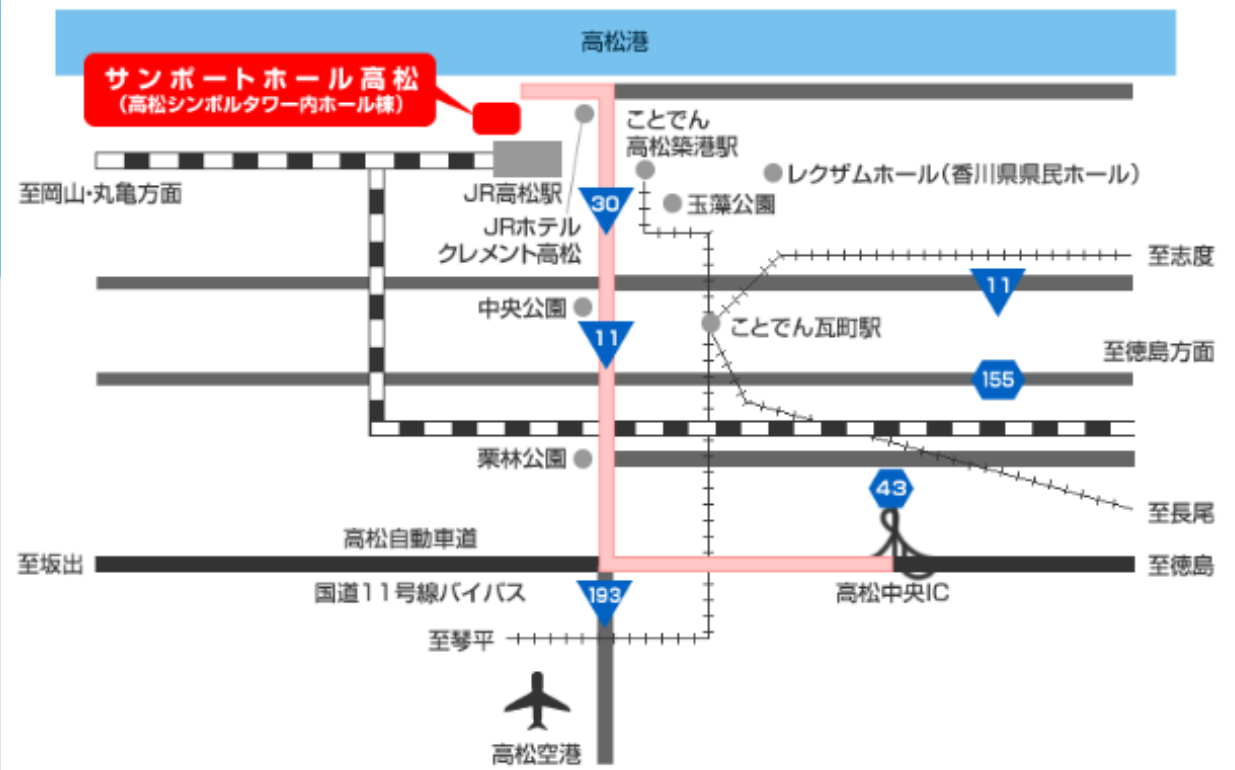 高松港
サンポートホール高松
（高松シンボルタワー内ホール棟）
ことでん
高松築港駅
レクザムホール（香川県県民ホール）
至岡山・丸亀方面
JR高松駅
30
玉藻公園
JRホテル
クレメント高松
至志度
11
中央公園
11
ことでん瓦町駅
至徳島方面
155
栗林公園
43
至長尾
高松自動車道
至坂出
至徳島
国道11号線バイパス
193
高松中央IC
至琴平
高松空港